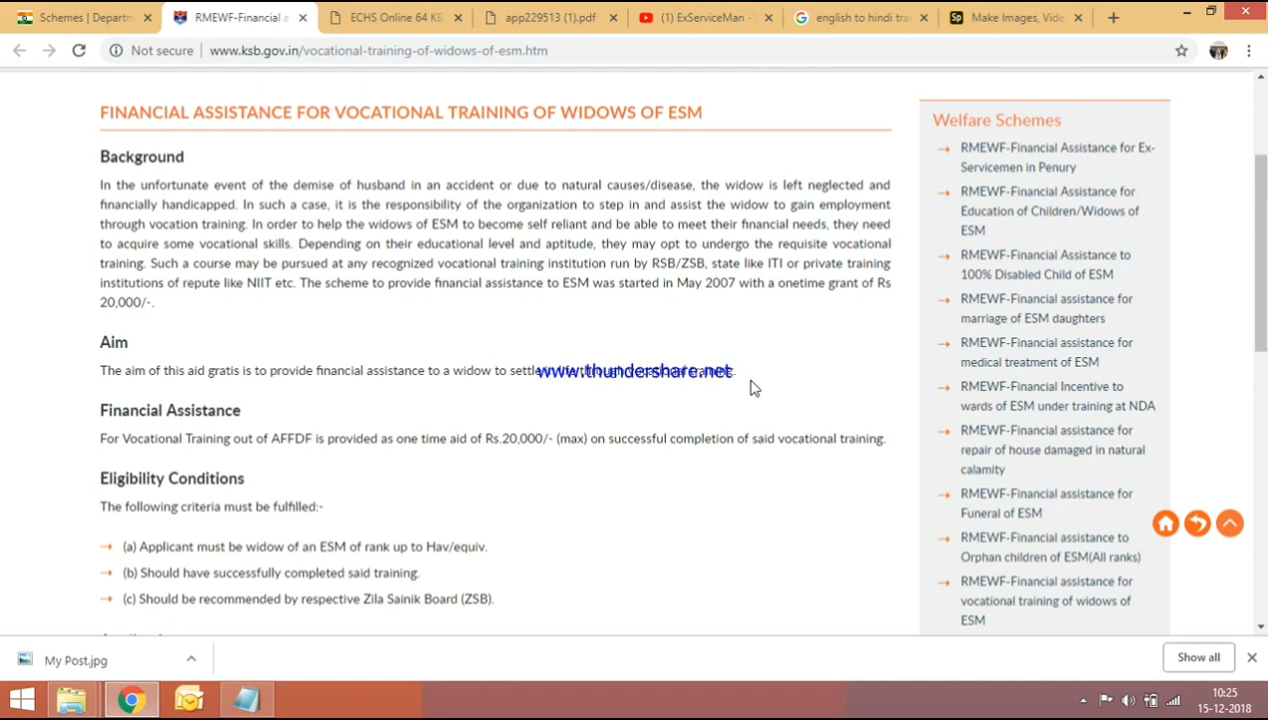 Schemes | Departm
RMEWF-Financial a
ECHS Online 64 KB
app229513 (1).pdf
(1) ExServiceMan -
english to hindi tra
Make Images, Vide
Not secure | www.ksb.gov.in/vocational-training-of-widows-of-esm.htm
FINANCIAL ASSISTANCE FOR VOCATIONAL TRAINING OF WIDOWS OF ESM
Background
In the unfortunate event of the demise of husband in an accident or due to natural causes/disease, the widow is left neglected and
financially handicapped. In such a case, it is the responsibility of the organization to step in and assist the widow to gain employment
through vocation training. In order to help the widows of ESM to become self reliant and be able to meet their financial needs, they need
to acquire some vocational skills. Depending on their educational level and aptitude, they may opt to undergo the requisite vocational
training. Such a course may be pursued at any recognized vocational training institution run by RSB/ZSB, state like ITI or private training
institutions of repute like NIIT etc. The scheme to provide financial assistance to ESM was started in May 2007 with a onetime grant of Rs
20,000/-.
Aim
The aim of this aid gratis is to provide financial assistance to a widow to settle
www.thundershare.net
Financial Assistance
For Vocational Training out of AFFDF is provided as one time aid of Rs.20,000/- (max) on successful completion of said vocational training.
Eligibility Conditions
The following criteria must be fulfilled:-
(a) Applicant must be widow of an ESM of rank up to Hav/equiv.
(b) Should have successfully completed said training.
(c) Should be recommended by respective Zila Sainik Board (ZSB).
Welfare Schemes
RMEWF-Financial Assistance for Ex-
Servicemen in Penury
RMEWF-Financial Assistance for
Education of Children/Widows of
ESM
RMEWF-Financial Assistance to
100% Disabled Child of ESM
RMEWF-Financial assistance for
marriage of ESM daughters
RMEWF-Financial assistance for
medical treatment of ESM
RMEWF-Financial Incentive to
wards of ESM under training at NDA
RMEWF-Financial assistance for
repair of house damaged in natural
calamity
RMEWF-Financial assistance for
Funeral of ESM
RMEWF-Financial assistance to
Orphan children of ESM(All ranks)
RMEWF-Financial assistance for
vocational training of widows of
ESM
My Post.jpg
Show all
10:25
15-12-2018